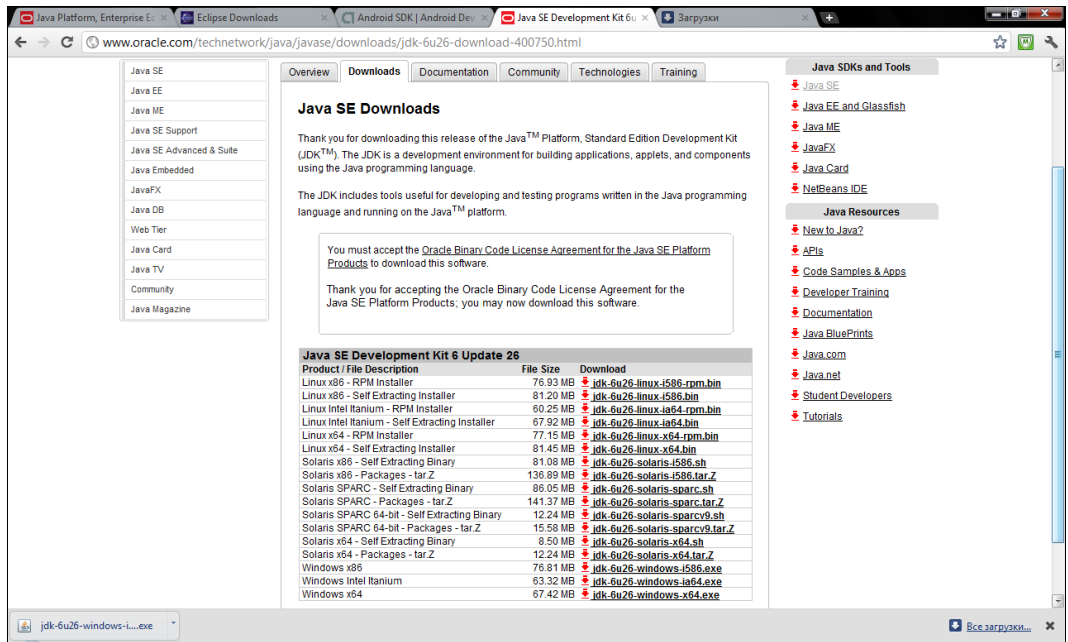 Java Platform, Enterprise Ec
Eclipse Downloads
Android SDK | Android Dev
Java SE Development Kit 6u
Загрузки
www.oracle.com/technetwork/java/javase/downloads/jdk-6u26-download-400750.html
Java SE
Java EE
Java ME
Java SE Support
Java SE Advanced & Suite
Java Embedded
JavaFX
Java DB
Web Tier
Java Card
Java TV
Community
Java Magazine
Overview Downloads Documentation Community Technologies Training
Java SE Downloads
Thank you for downloading this release of the Java™ Platform, Standard Edition Development Kit
(JDK™). The JDK is a development environment for building applications, applets, and components
using the Java programming language.
The JDK includes tools useful for developing and testing programs written in the Java programming
language and running on the Java™ platform.
You must accept the Oracle Binary Code License Agreement for the Java SE Platform
Products to download this software.
Thank you for accepting the Oracle Binary Code License Agreement for the
Java SE Platform Products; you may now download this software.
Java SE Development Kit 6 Update 26
Product / File Description File Size Download
Linux x86 - RPM Installer 76.93 MB jdk-6u26-linux-i586-rpm.bin
Linux x86 - Self Extracting Installer 81.20 MB jdk-6u26-linux-i586.bin
Linux Intel Itanium - RPM Installer 60.25 MB jdk-6u26-linux-ia64-rpm.bin
Linux Intel Itanium - Self Extracting Installer 67.92 MB jdk-6u26-linux-ia64.bin
Linux x64 - RPM Installer 77.15 MB jdk-6u26-linux-x64-rpm.bin
Linux x64 - Self Extracting Installer 81.45 MB jdk-6u26-linux-x64.bin
Solaris x86 - Self Extracting Binary 81.08 MB jdk-6u26-solaris-i586.sh
Solaris x86 - Packages - tar.Z 136.89 MB jdk-6u26-solaris-i586.tar.Z
Solaris SPARC - Self Extracting Binary 86.05 MB jdk-6u26-solaris-sparc.sh
Solaris SPARC - Packages - tar.Z 141.37 MB jdk-6u26-solaris-sparc.tar.Z
Solaris SPARC 64-bit - Self Extracting Binary 12.24 MB jdk-6u26-solaris-sparcv9.sh
Solaris SPARC 64-bit - Packages - tar.Z 15.58 MB jdk-6u26-solaris-sparcv9.tar.Z
Solaris x64 - Self Extracting Binary 8.50 MB jdk-6u26-solaris-x64.sh
Solaris x64 - Packages - tar.Z 12.24 MB jdk-6u26-solaris-x64.tar.Z
Windows x86 76.81 MB jdk-6u26-windows-i586.exe
Windows Intel Itanium 63.32 MB jdk-6u26-windows-ia64.exe
Windows x64 67.42 MB jdk-6u26-windows-x64.exe
Java SDKs and Tools
Java SE
Java EE and Glassfish
Java ME
JavaFX
Java Card
NetBeans IDE
Java Resources
New to Java?
APIs
Code Samples & Apps
Developer Training
Documentation
Java BluePrints
Java.com
Java.net
Student Developers
Tutorials
jdk-6u26-windows-i....exe
Все загрузки...